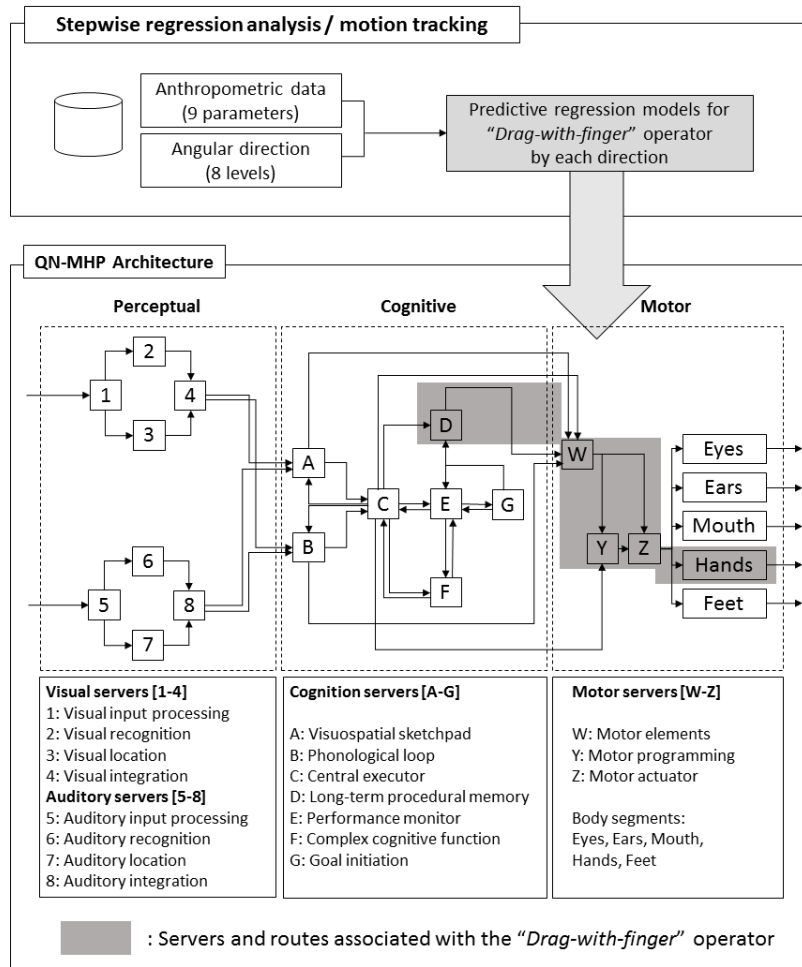 Stepwise regression analysis / motion tracking
Anthropometric data
(9 parameters)
Angular direction
(8 levels)
Predictive regression models for
“Drag-with-finger” operator
by each direction
QN-MHP Architecture
Perceptual
Cognitive
Motor
1
2
3
4
5
6
7
8
A
B
C
D
E
F
G
W
Y
Z
Eyes
Ears
Mouth
Hands
Feet
Visual servers [1-4]
1: Visual input processing
2: Visual recognition
3: Visual location
4: Visual integration
Auditory servers [5-8]
5: Auditory input processing
6: Auditory recognition
7: Auditory location
8: Auditory integration
Cognition servers [A-G]
A: Visuospatial sketchpad
B: Phonological loop
C: Central executor
D: Long-term procedural memory
E: Performance monitor
F: Complex cognitive function
G: Goal initiation
Motor servers [W-Z]
W: Motor elements
Y: Motor programming
Z: Motor actuator
Body segments:
Eyes, Ears, Mouth,
Hands, Feet
: Servers and routes associated with the “Drag-with-finger” operator